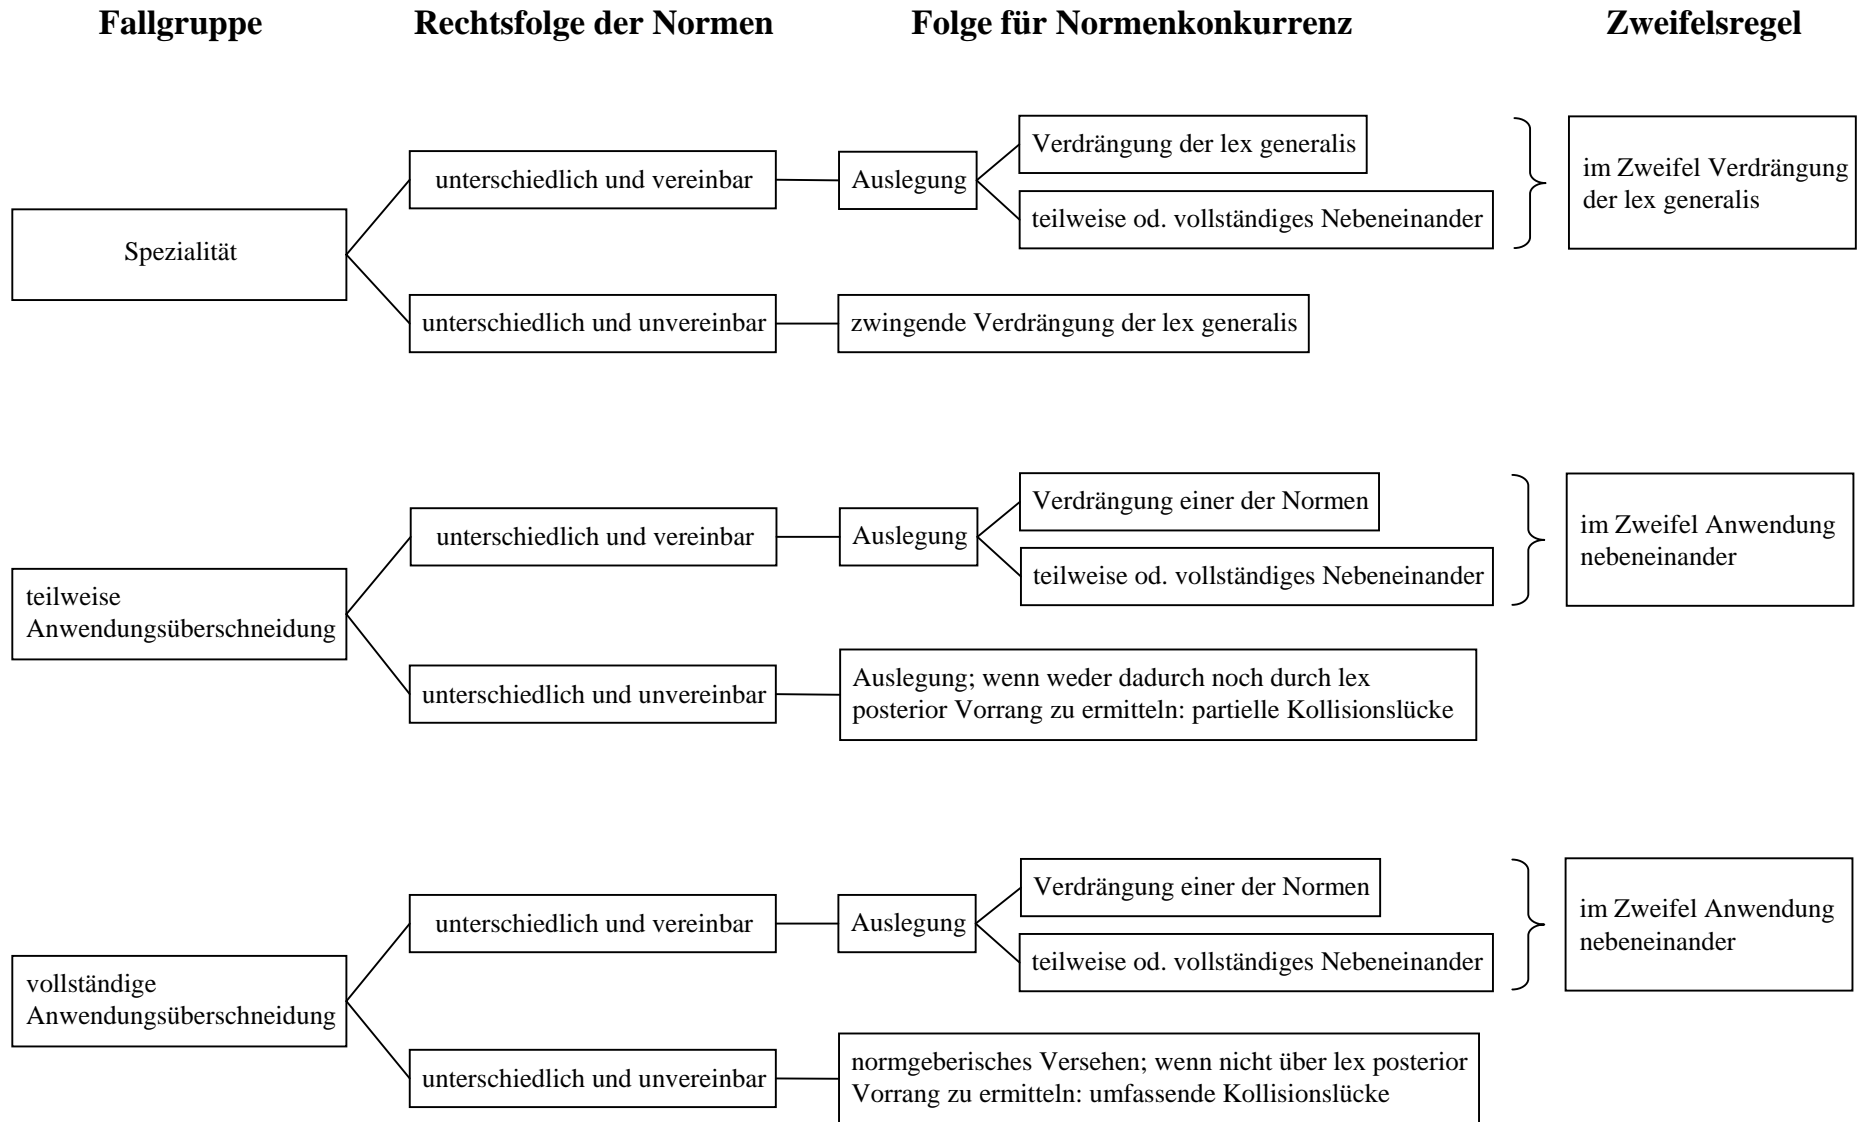 Fallgruppe
Rechtsfolge der Normen
Folge für Normenkonkurrenz
Zweifelsregel
Spezialität
unterschiedlich und vereinbar
Auslegung
Verdrängung der lex generalis
teilweise od. vollständiges Nebeneinander
im Zweifel Verdrängung
der lex generalis
unterschiedlich und unvereinbar
zwingende Verdrängung der lex generalis
teilweise
Anwendungsüberschneidung
unterschiedlich und vereinbar
Auslegung
Verdrängung einer der Normen
teilweise od. vollständiges Nebeneinander
im Zweifel Anwendung
nebeneinander
unterschiedlich und unvereinbar
Auslegung; wenn weder dadurch noch durch lex
posterior Vorrang zu ermitteln: partielle Kollisionslücke
vollständige
Anwendungsüberschneidung
unterschiedlich und vereinbar
Auslegung
Verdrängung einer der Normen
teilweise od. vollständiges Nebeneinander
im Zweifel Anwendung
nebeneinander
unterschiedlich und unvereinbar
normgeberisches Versehen; wenn nicht über lex posterior
Vorrang zu ermitteln: umfassende Kollisionslücke